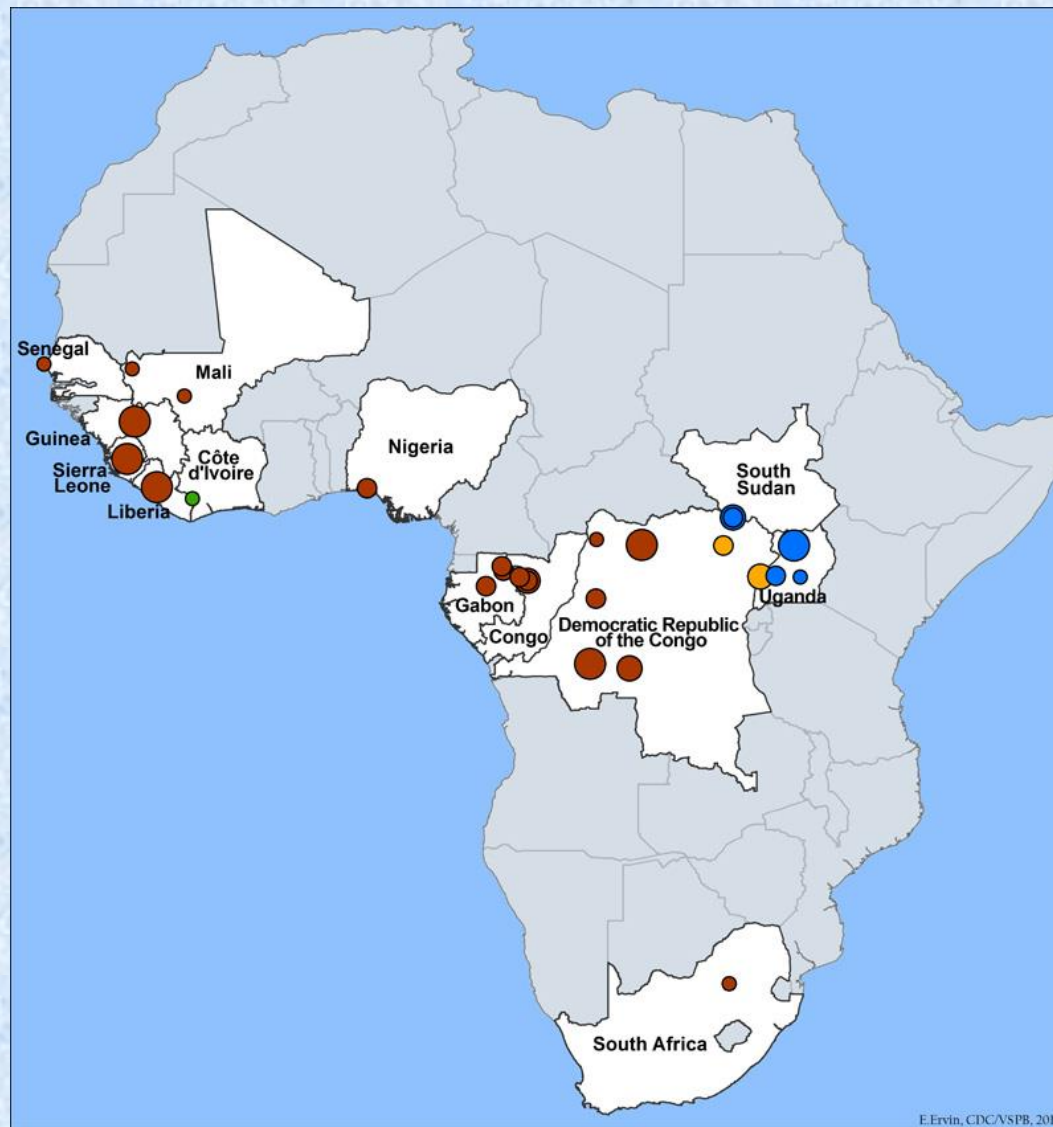 Senegal
Mali
Guinea
Sierra
Leone
Côte
d'Ivoire
Liberia
Nigeria
South
Sudan
Uganda
Gabon
Congo
Democratic Republic
of the Congo
South Africa
E.Ervin, CDC/VSPB,